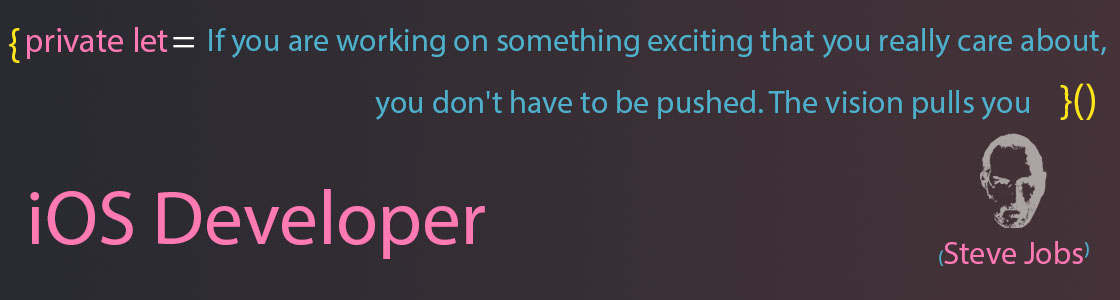 { private let = If you are working on something exciting that you really care about,
you don't have to be pushed. The vision pulls you }()
iOS Developer
(Steve Jobs)